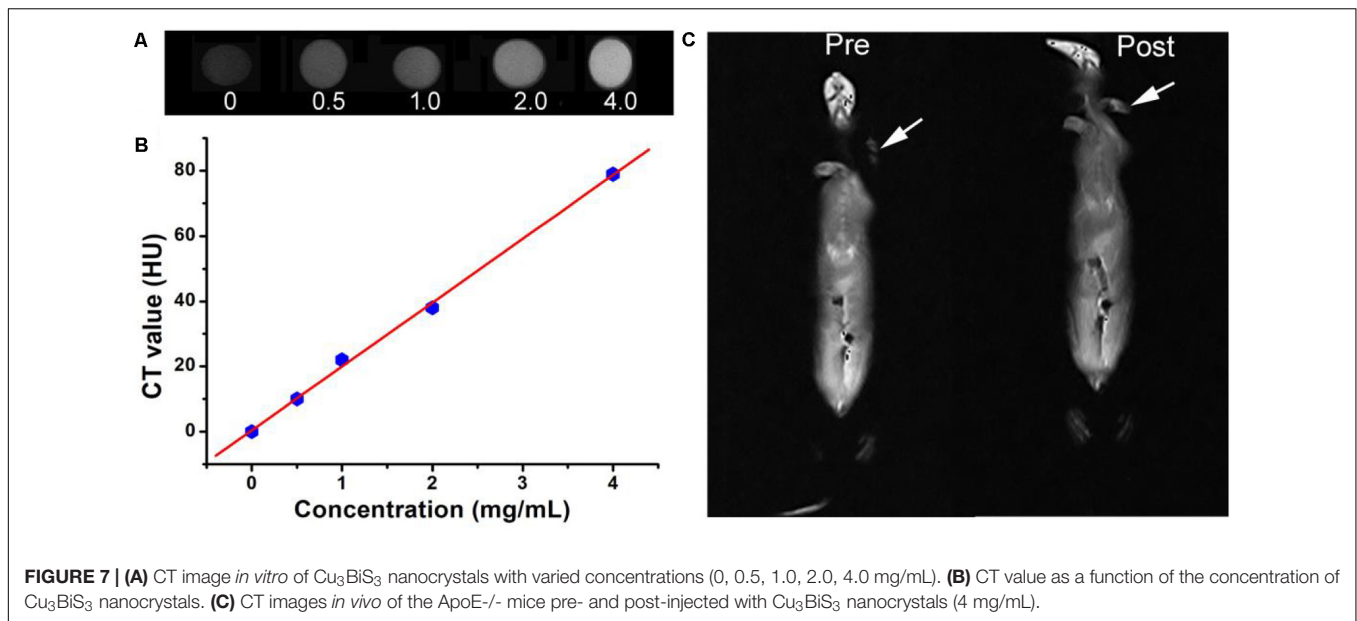 A
0 0.5 1.0 2.0 4.0
B
80
60
40
20
0
CT value (HU)
0 1 2 3 4
Concentration (mg/mL)
C
Pre Post
FIGURE 7 | (A) CT image in vitro of Cu₃BiS₃ nanocrystals with varied concentrations (0, 0.5, 1.0, 2.0, 4.0 mg/mL). (B) CT value as a function of the concentration of
Cu₃BiS₃ nanocrystals. (C) CT images in vivo of the ApoE-/- mice pre- and post-injected with Cu₃BiS₃ nanocrystals (4 mg/mL).